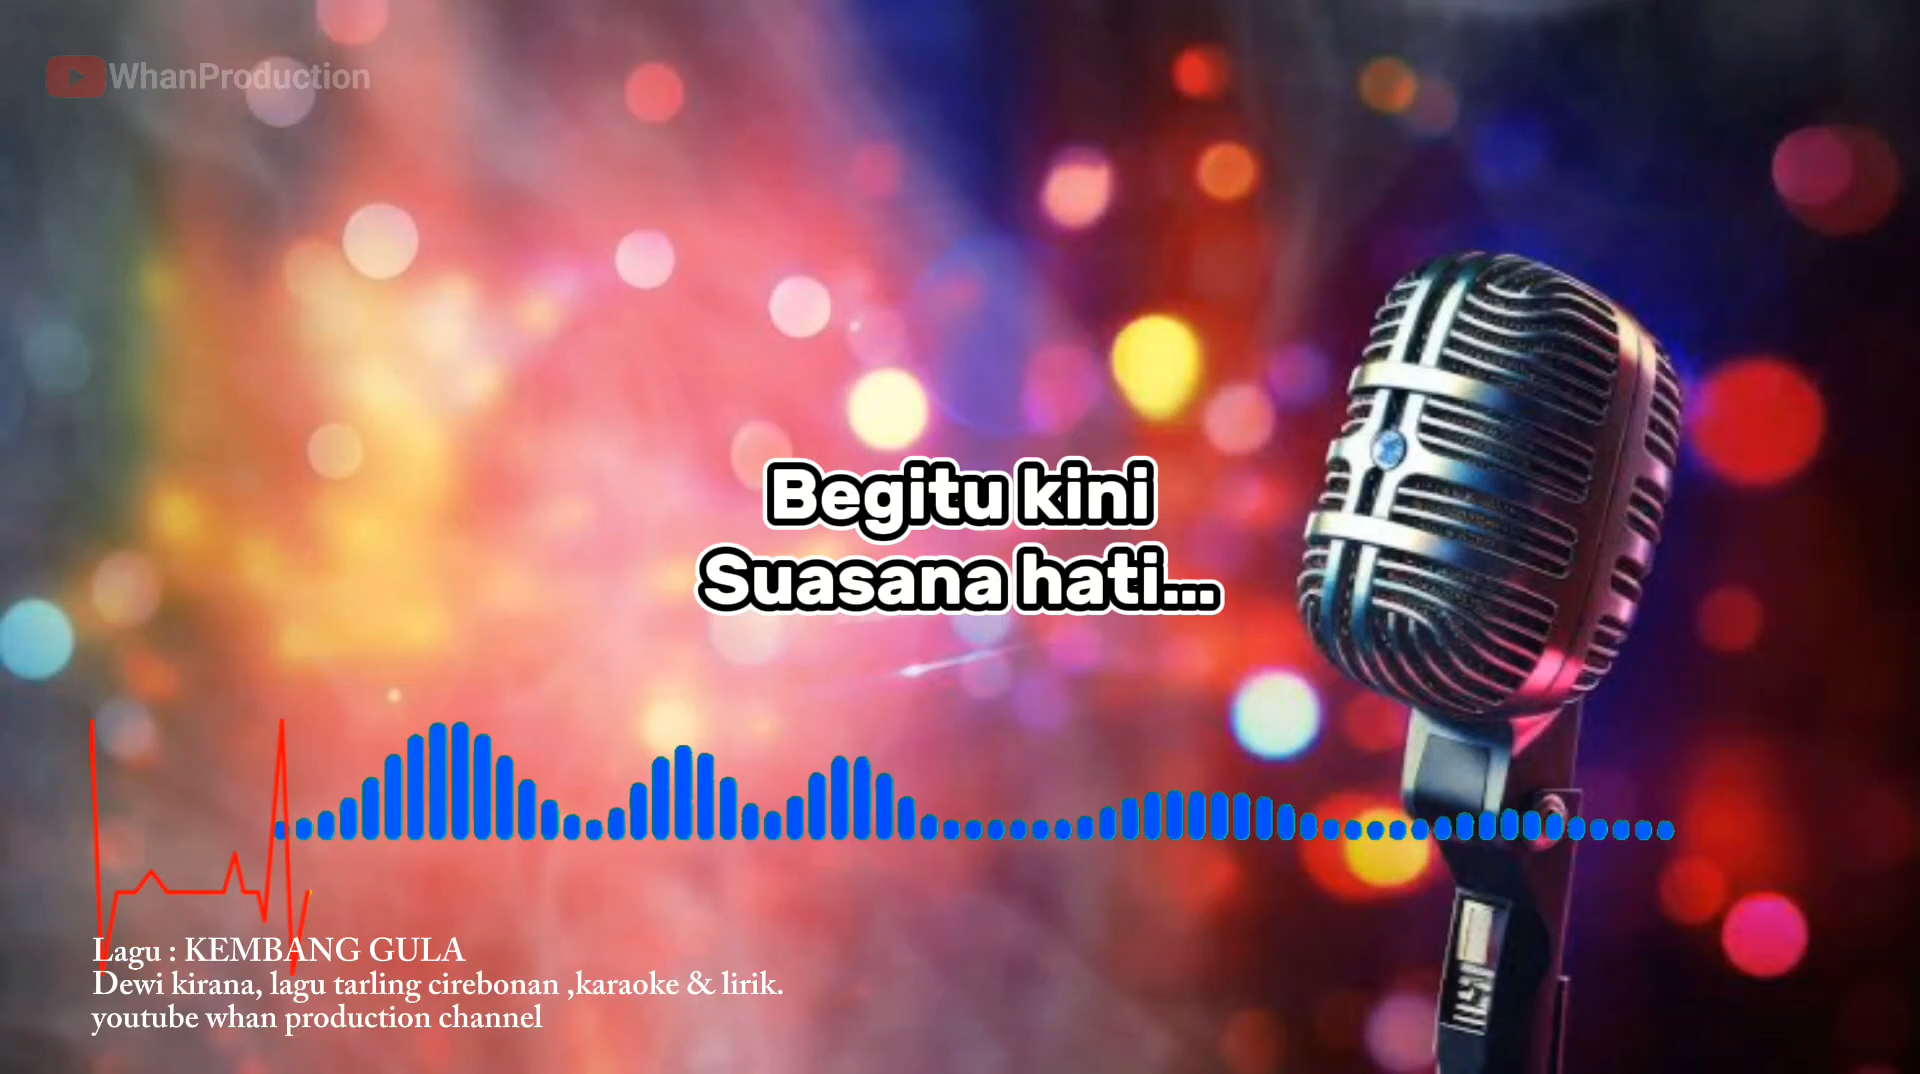 WhanProduction
Begitu kini
Suasana hati...
Lagu : KEMBANG GULA
Dewi kirana, lagu tarling cirebonan ,karaoke & lirik.
youtube whan production channel